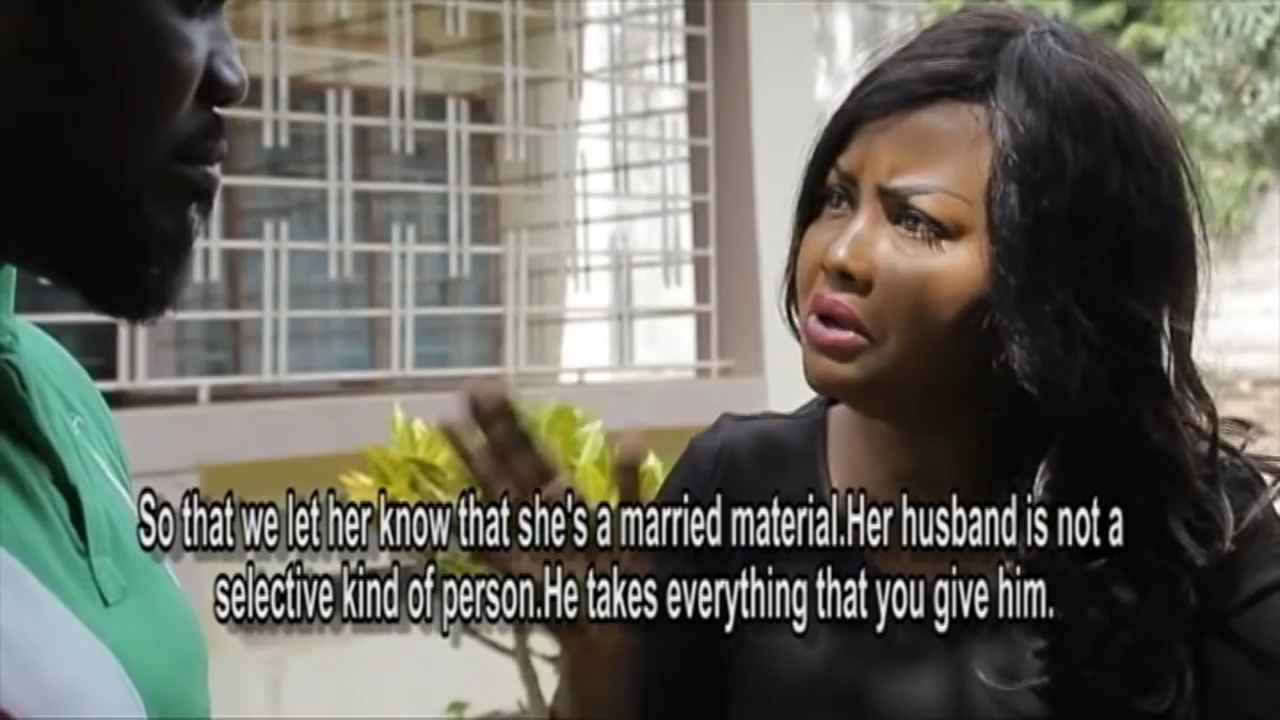 So that we let her know that she's a married material.Her husband is not a
selective kind of person.He takes everything that you give him.